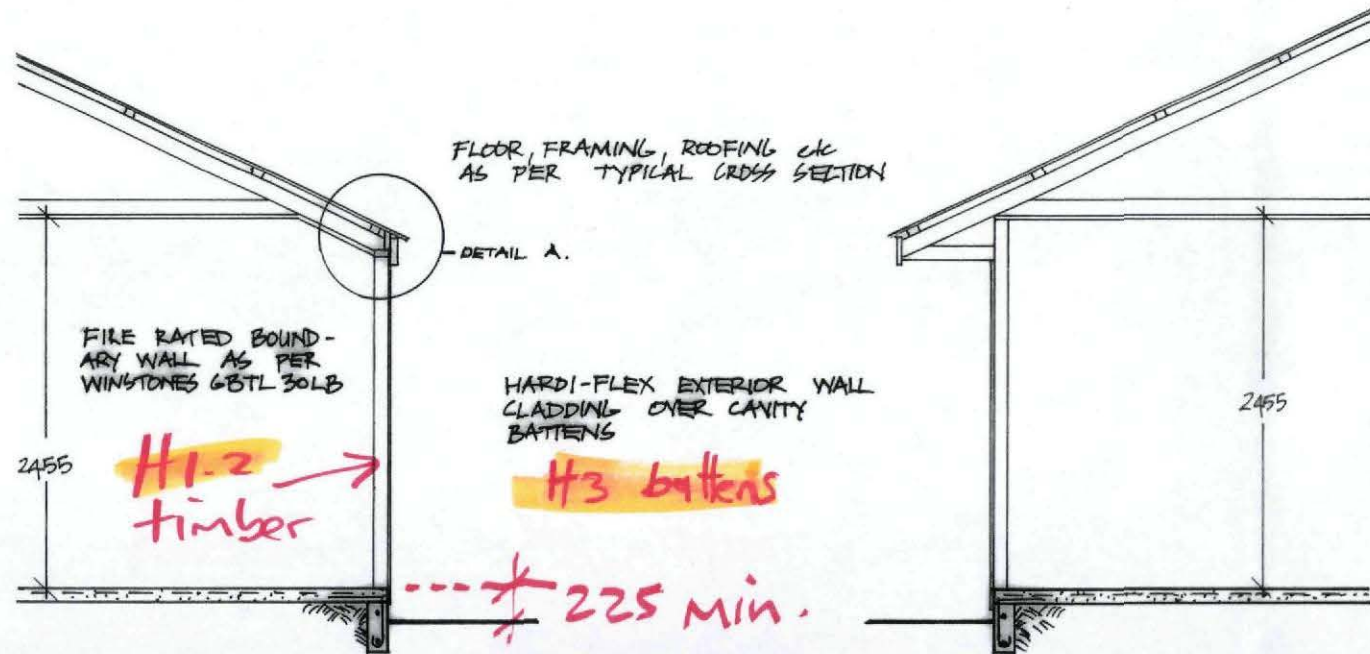 FLOOR, FRAMING, ROOFING etc
AS PER TYPICAL CROSS SECTION
DETAIL A.
FIRE RATED BOUND-
ARY WALL AS PER
WINSTONES GBTL 30LB
HARDI-FLEX EXTERIOR WALL
CLADDING OVER CAVITY
BATTENS
2455
2455
H1.2
timber
H3 battens
225 Min.